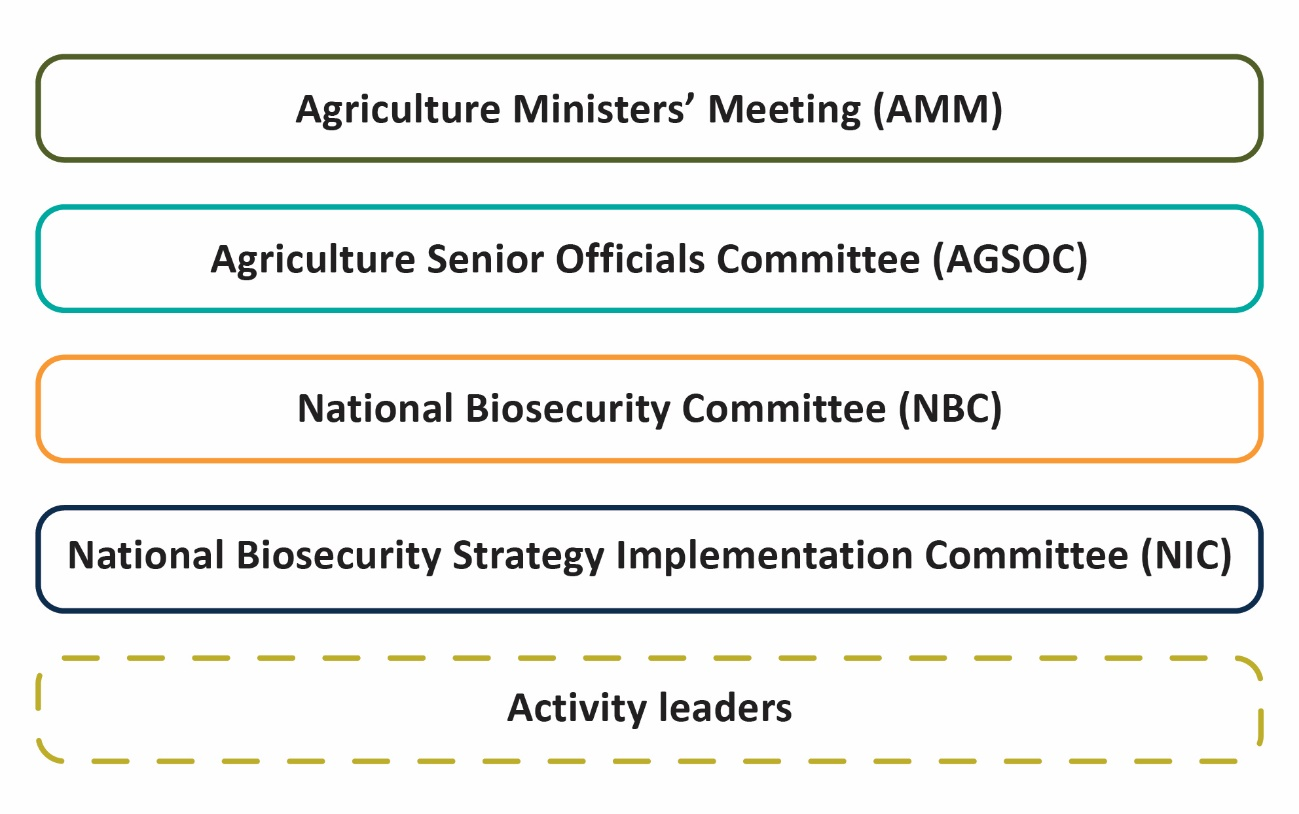 Agriculture Ministers’ Meeting (AMM)
Agriculture Senior Officials Committee (AGSOC)
National Biosecurity Committee (NBC)
National Biosecurity Strategy Implementation Committee (NIC)
Activity leaders